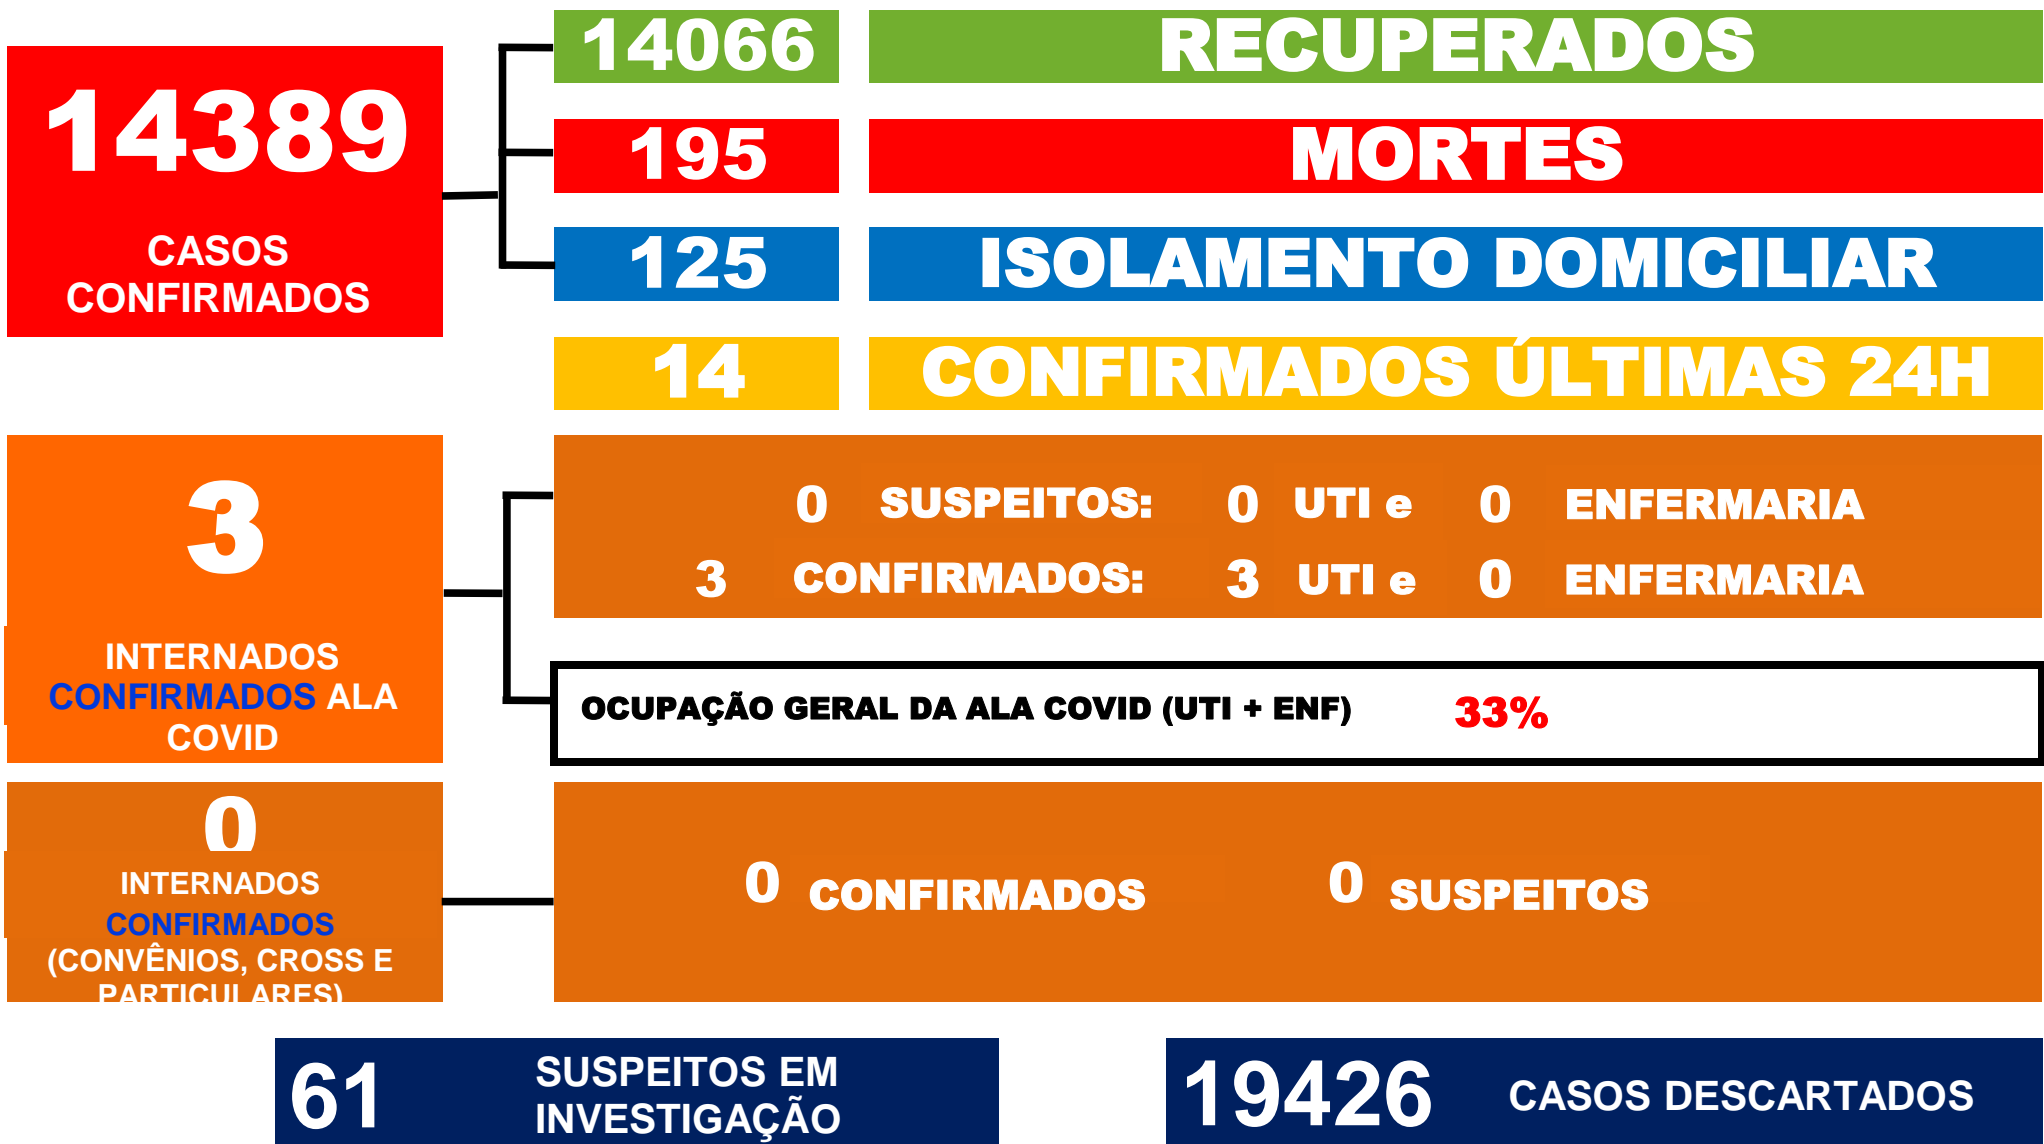 14389
CASOS
CONFIRMADOS
14066 RECUPERADOS
195 MORTES
125 ISOLAMENTO DOMICILIAR
14 CONFIRMADOS ÚLTIMAS 24H
3
INTERNADOS
CONFIRMADOS ALA
COVID
0 SUSPEITOS: 0 UTI e 0 ENFERMARIA
3 CONFIRMADOS: 3 UTI e 0 ENFERMARIA
OCUPAÇÃO GERAL DA ALA COVID (UTI + ENF) 33%
0
INTERNADOS
CONFIRMADOS
(CONVÊNIOS, CROSS E
PARTICULARES)
0 CONFIRMADOS 0 SUSPEITOS
61 SUSPEITOS EM
INVESTIGAÇÃO
19426 CASOS DESCARTADOS